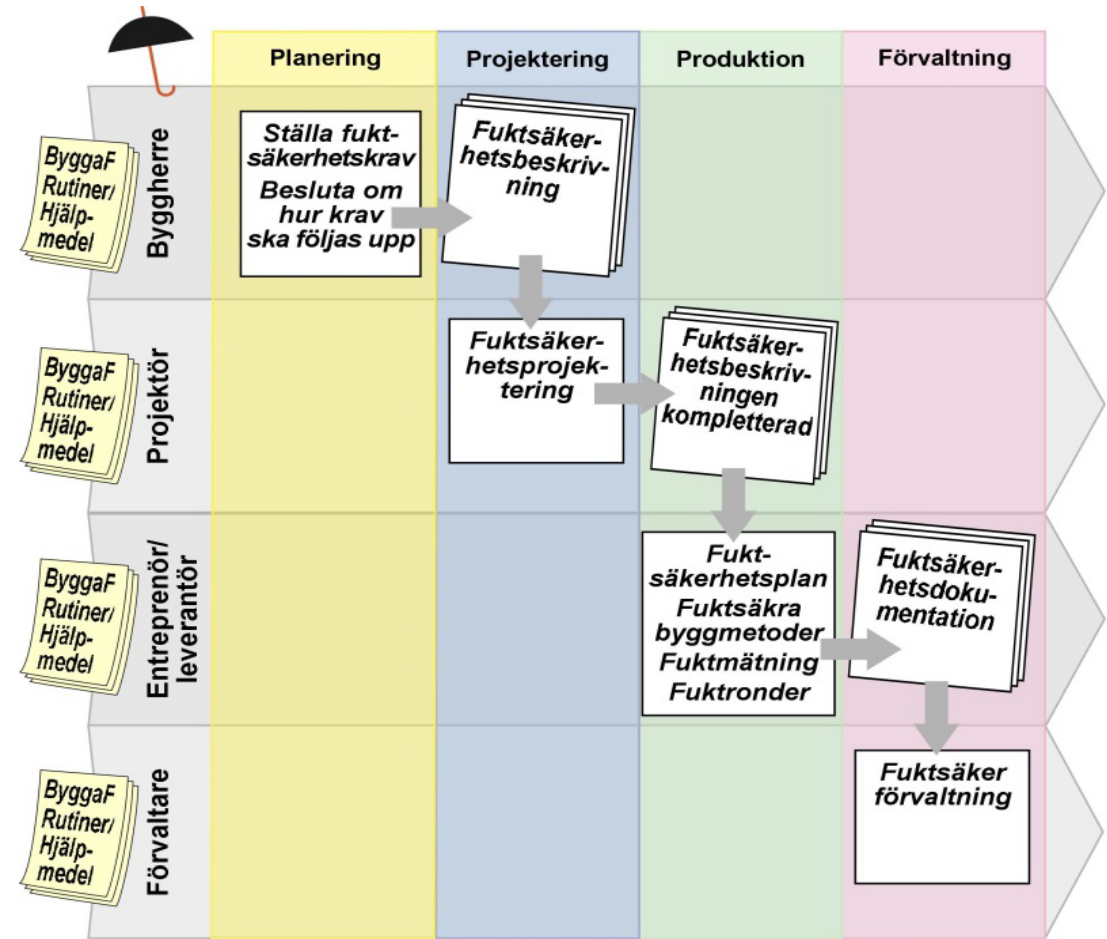 Planering
Projektering
Produktion
Förvaltning
ByggaF
Rutiner/
Hjälp-
medel
Byggherre
Ställa fukt-
säkerhetskrav
Besluta om
hur krav
ska följas upp
Fuktsäker-
hetsbeskriv-
ning
ByggaF
Rutiner/
Hjälp-
medel
Projektör
Fuktsäker-
hetsprojek-
tering
Fuktsäker-
hetsbeskriv-
ningen
kompletterad
ByggaF
Rutiner/
Hjälp-
medel
Entreprenör/
leverantör
Fukt-
säkerhetsplan
Fuktsäkra
byggmetoder
Fuktmätning
Fuktronder
Fuktsäker-
hetsdoku-
mentation
ByggaF
Rutiner/
Hjälp-
medel
Förvaltare
Fuktsäker
förvaltning